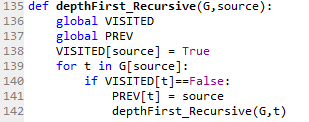 135 def depthFirst_Recursive(G,source):
136     global VISITED
137     global PREV
138     VISITED[source] = True
139     for t in G[source]:
140         if VISITED[t]==False:
141             PREV[t] = source
142             depthFirst_Recursive(G,t)